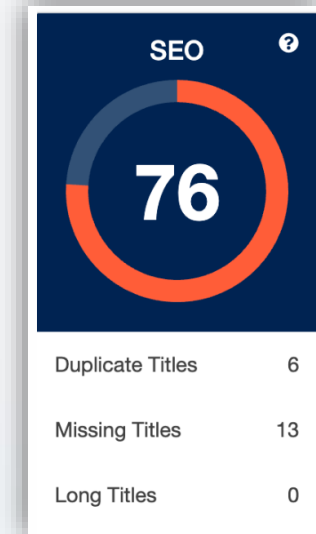 SEO ?
76
Duplicate Titles 6
Missing Titles 13
Long Titles 0